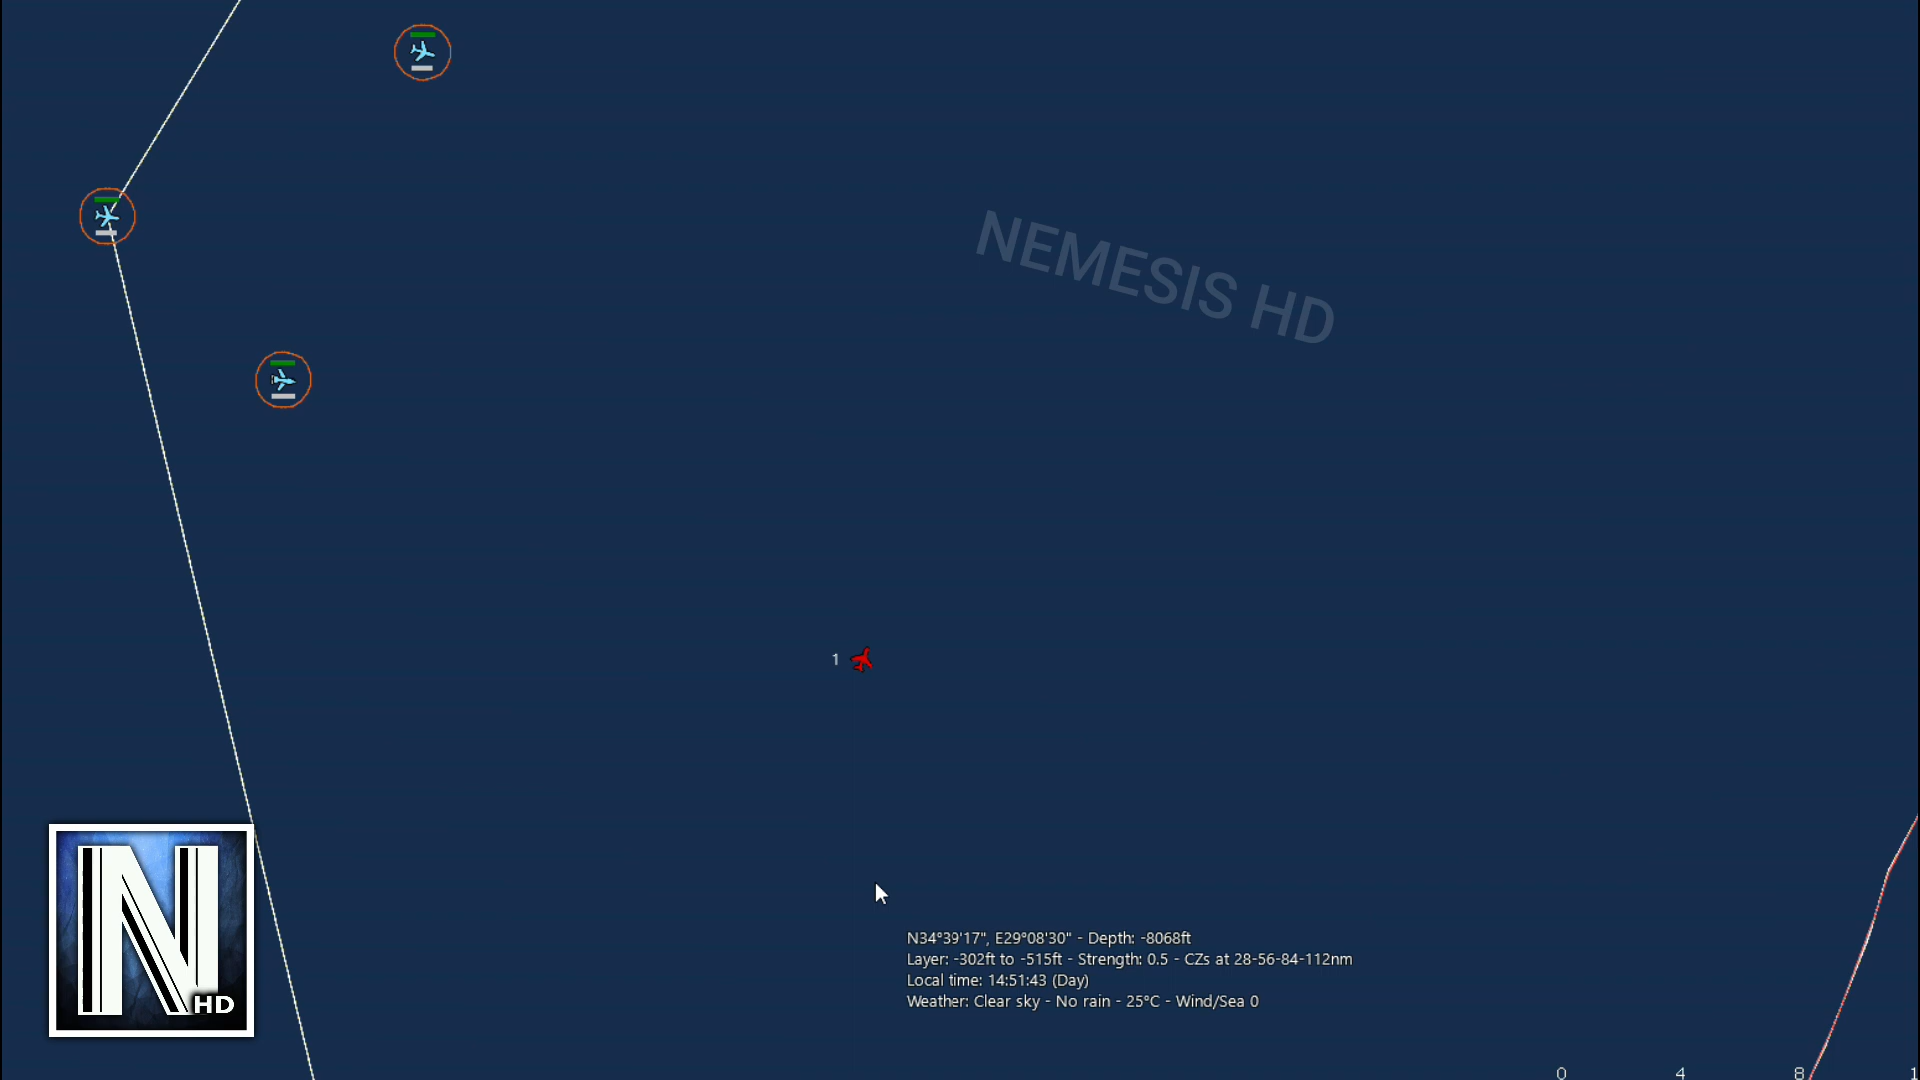 NEMESIS HD
1
N34°39'17", E29°08'30" - Depth: -8068ft
Layer: -302ft to -515ft - Strength: 0.5 - CZs at 28-56-84-112nm
Local time: 14:51:43 (Day)
Weather: Clear sky - No rain - 25°C - Wind/Sea 0
N HD
0 4 8